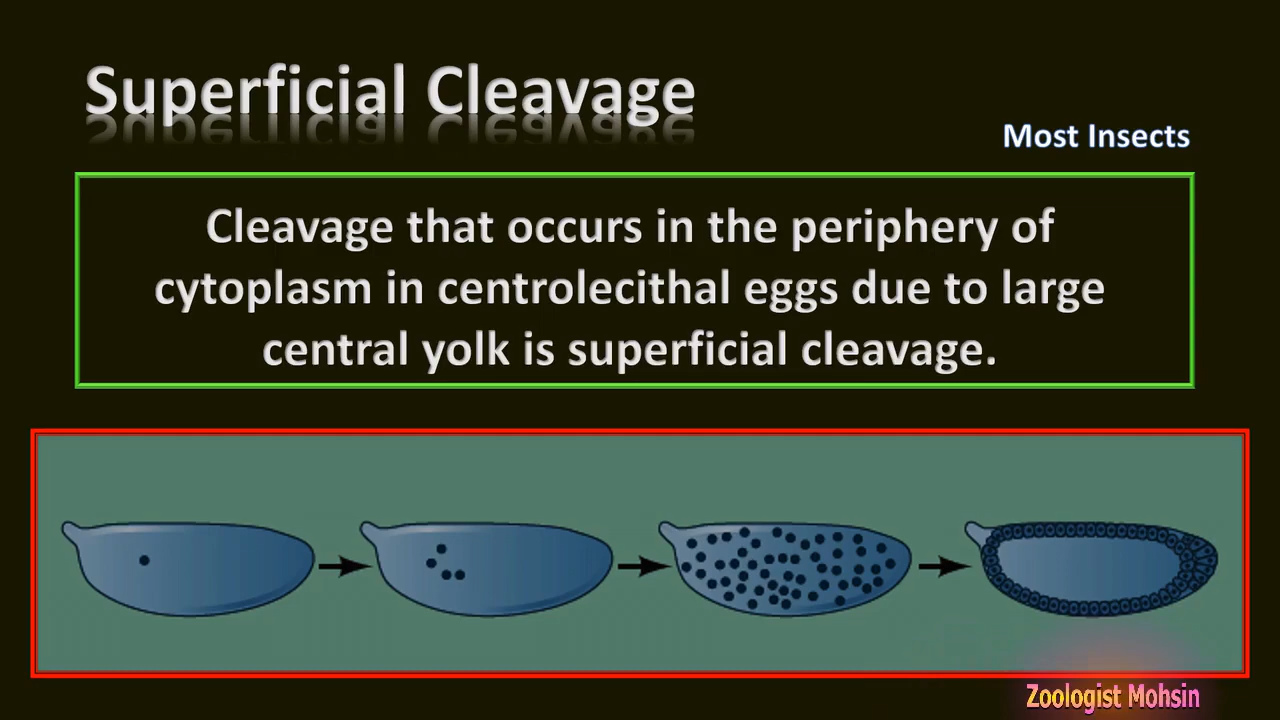 Superficial Cleavage
Most Insects
Cleavage that occurs in the periphery of
cytoplasm in centrolecithal eggs due to large
central yolk is superficial cleavage.
Zoologist Mohsin